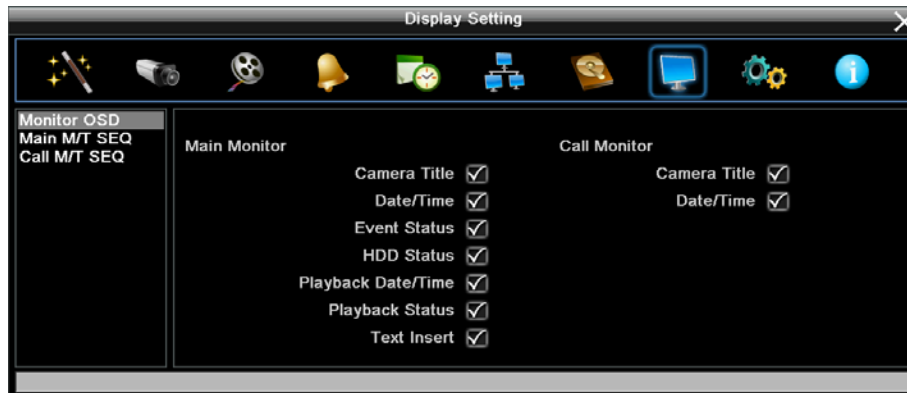 Display Setting
Monitor OSD
Main M/T SEQ
Call M/T SEQ
Main Monitor
Camera Title
Date/Time
Event Status
HDD Status
Playback Date/Time
Playback Status
Text Insert
Call Monitor
Camera Title
Date/Time